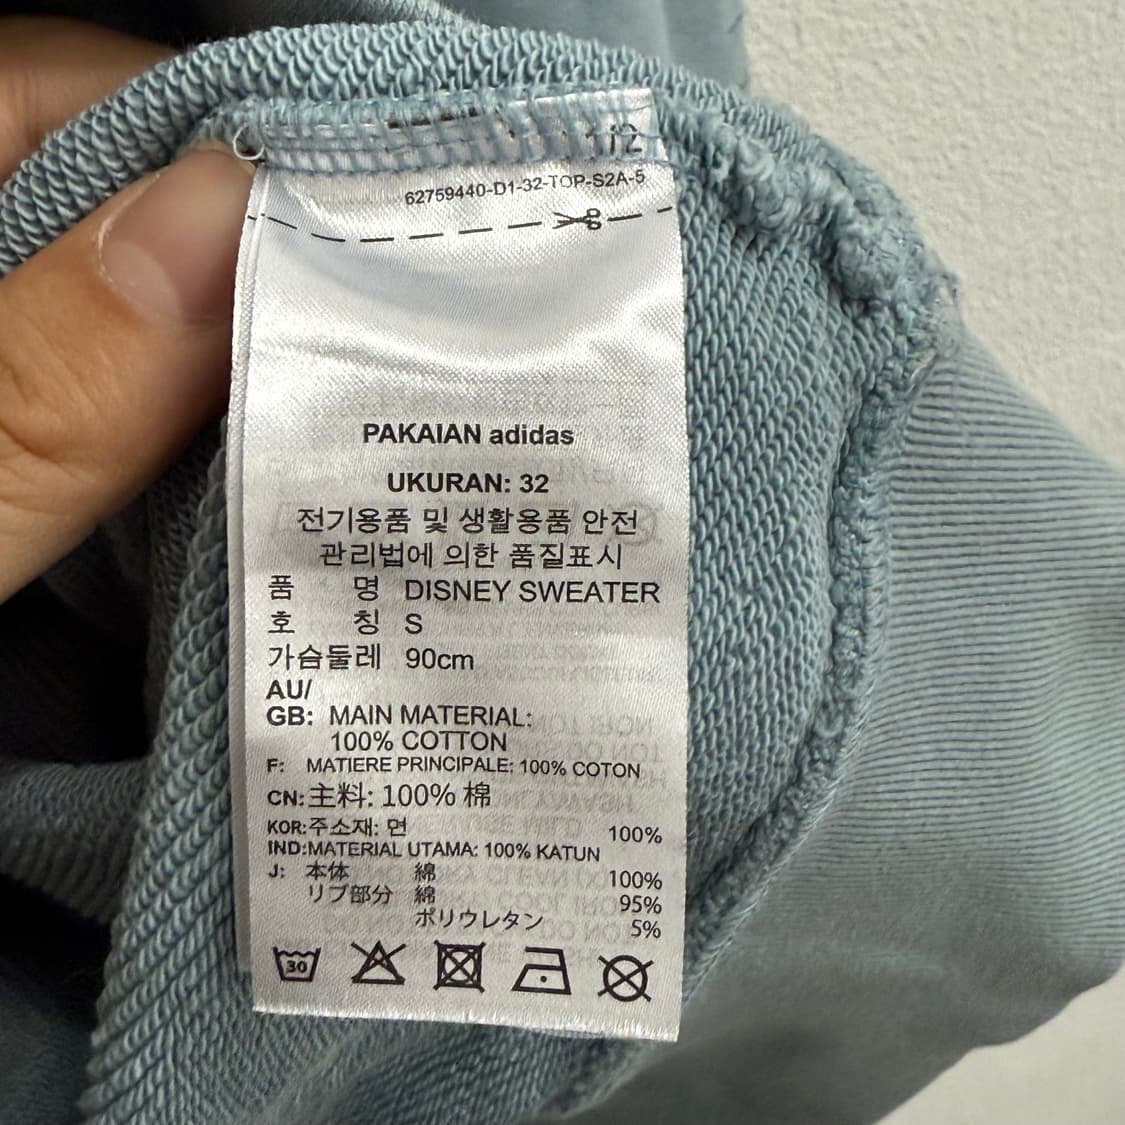 1/2
62759440-D1-32-TOP-S2A-5
PAKAIAN adidas
UKURAN: 32
전기용품 및 생활용품 안전
관리법에 의한 품질표시
품 명 DISNEY SWEATER
호 칭 S
가슴둘레 90cm
AU/
GB: MAIN MATERIAL:
100% COTTON
F: MATIERE PRINCIPALE: 100% COTON
CN: 主料: 100% 棉
KOR: 주소재: 면 100%
IND: MATERIAL UTAMA: 100% KATUN
J: 本体 綿 100%
リブ部分 綿 95%
ポリウレタン 5%
30